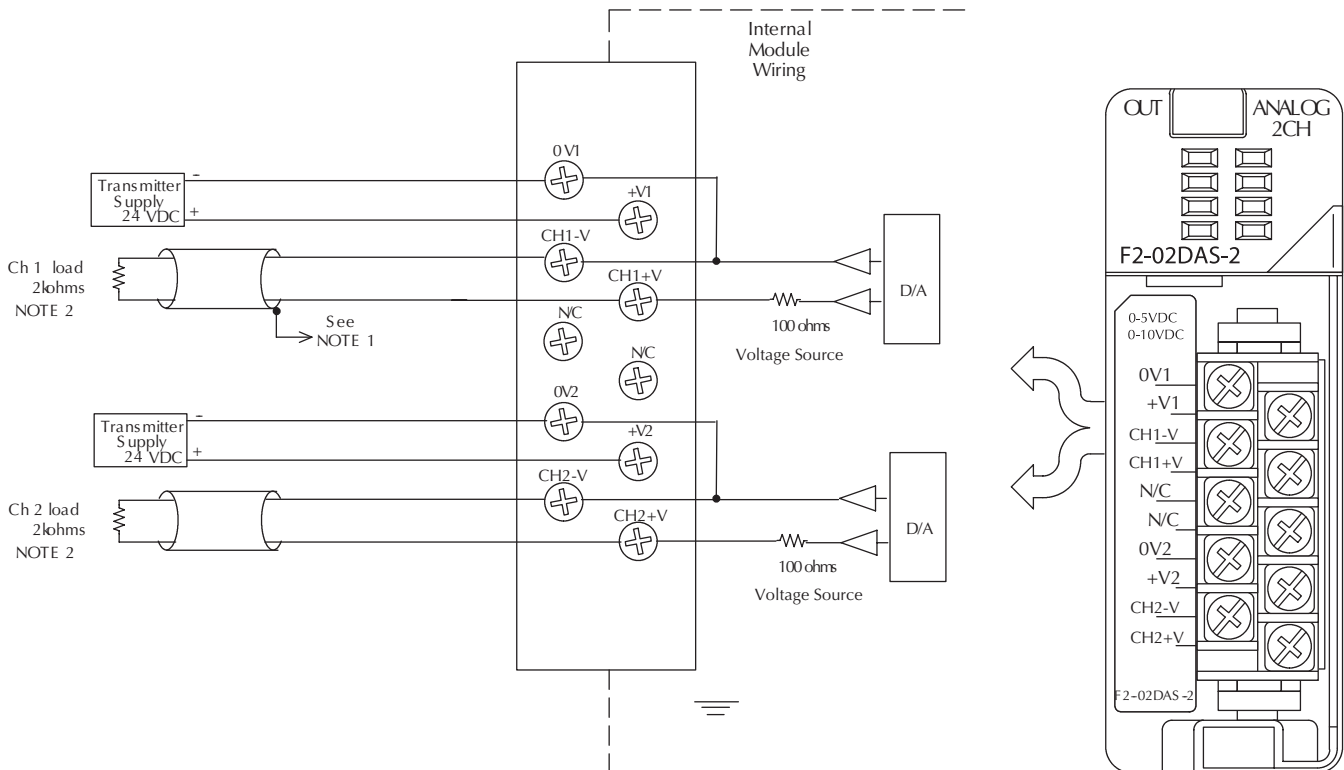 Internal
Module
Wiring
0V1
-
Transmitter
Supply
24 VDC
+
+V1
CH1-V
Ch 1 load
2kohms
NOTE 2
CH1+V
See
NOTE 1
N/C
N/C
100 ohms
Voltage Source
D/A
0V2
-
Transmitter
Supply
24 VDC
+
+V2
CH2-V
Ch 2 load
2kohms
NOTE 2
CH2+V
100 ohms
Voltage Source
D/A
OUT
ANALOG
2CH
F2-02DAS-2
0-5VDC
0-10VDC
0V1
+V1
CH1-V
CH1+V
N/C
N/C
0V2
+V2
CH2-V
CH2+V
F2-02DAS-2